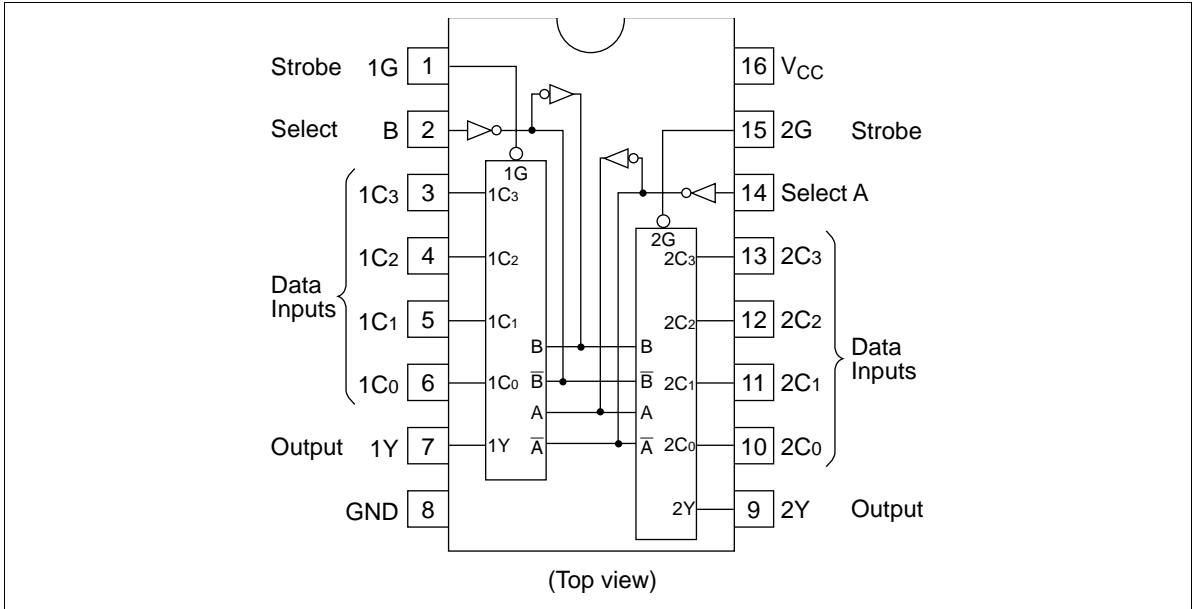 Strobe 1G 1
Select B 2
1C3 3
1C2 4
Data
Inputs
1C1 5
1C0 6
Output 1Y 7
GND 8
1G
1C3
1C2
1C1
1C0
1Y
B
B̅
A
A̅
2G
2C3
2C2
2C1
2C0
2Y
B
B̅
A
A̅
16 VCC
15 2G Strobe
14 Select A
13 2C3
12 2C2
Data
Inputs
11 2C1
10 2C0
9 2Y Output
(Top view)